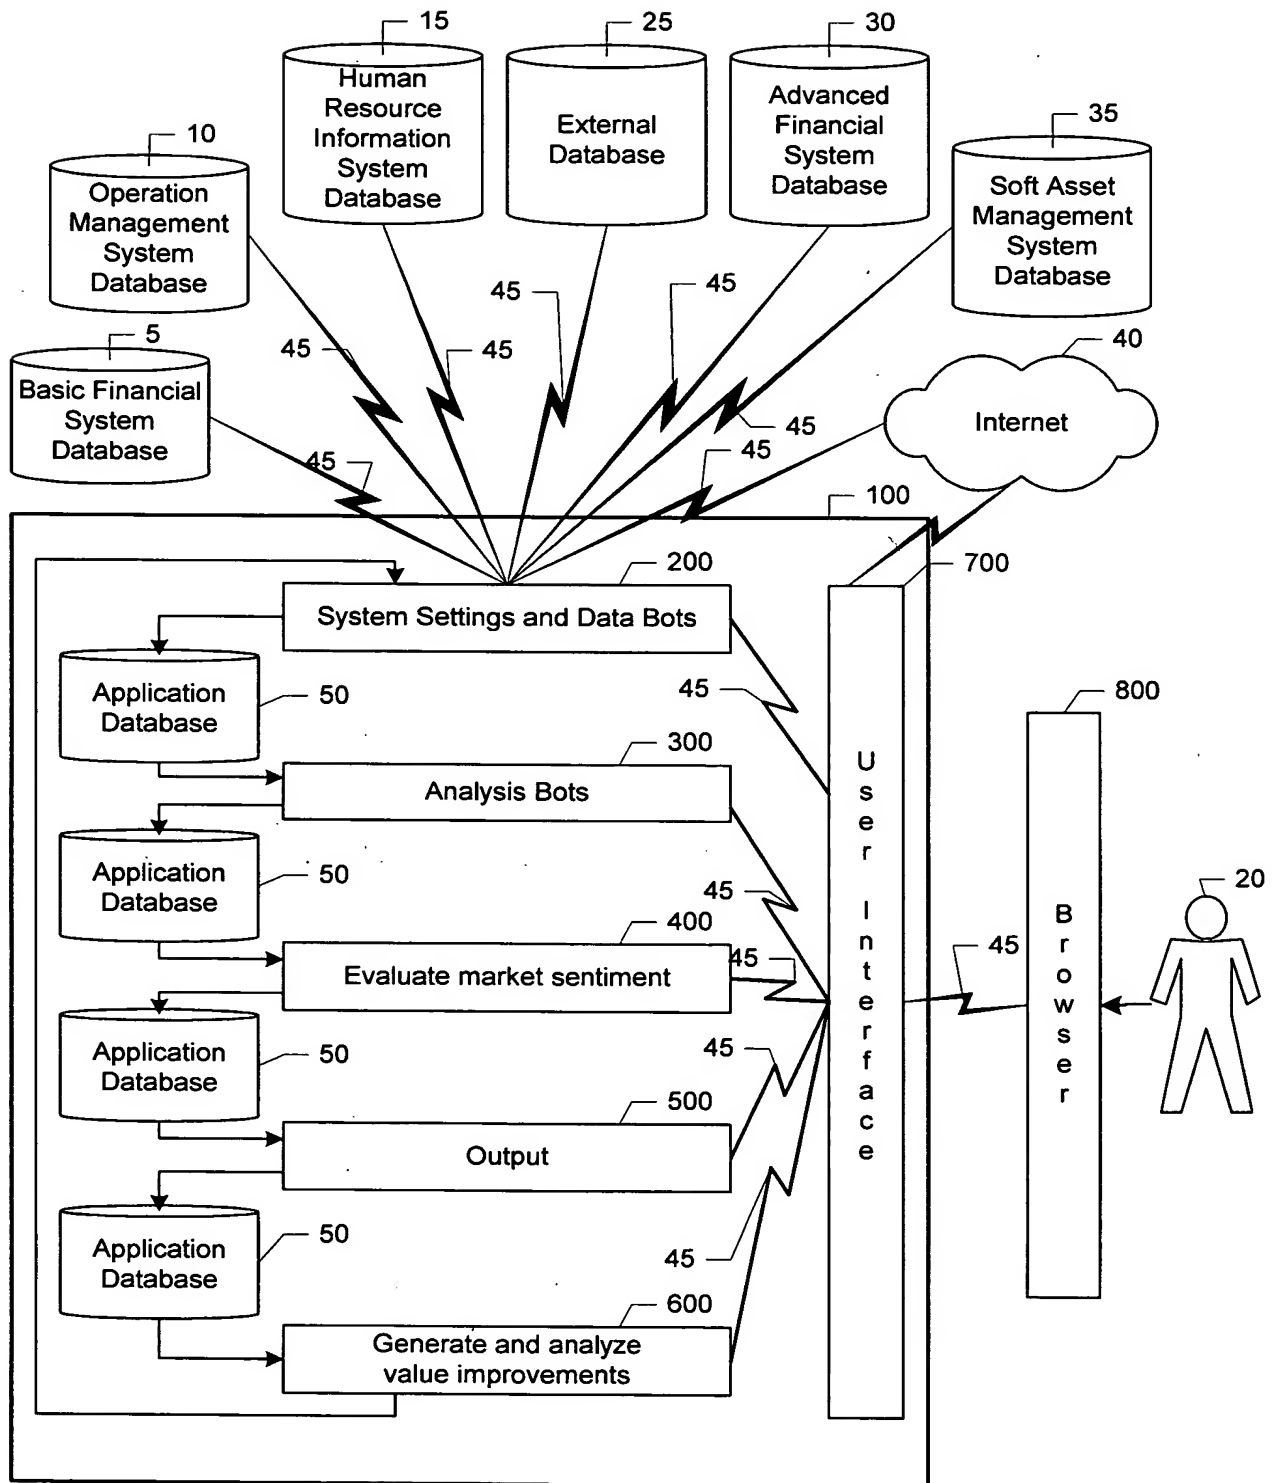 15
25
30
Human
Resource
Information
System
Database
External
Database
Advanced
Financial
System
Database
35
10
Operation
Management
System
Database
Soft Asset
Management
System
Database
45
45
5
45
45
40
Basic Financial
System
Database
Internet
45
45
45
100
200
700
System Settings and Data Bots
Application
Database
50
45
800
300
Analysis Bots
User Interface
Application
Database
50
45
20
400
Browser
Evaluate market sentiment
45
45
Application
Database
50
45
500
Output
Application
Database
50
45
600
Generate and analyze
value improvements